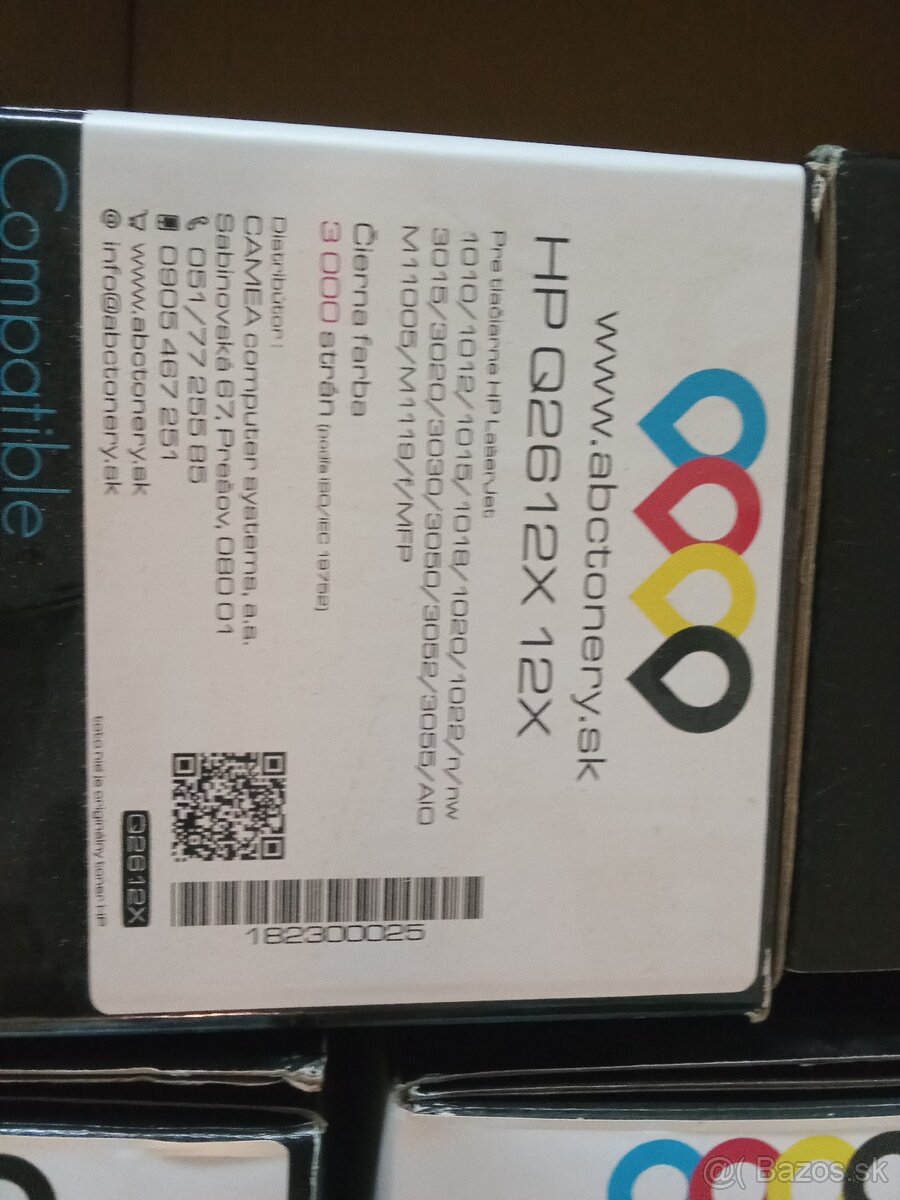 www.abctonery.sk
HP Q2612X 12X
Pre tlačiarne HP LaserJet
1010/1012/1015/1018/1020/1022/n/nw
3015/3020/3030/3050/3052/3055/AIO
M1005/M1119/1/MFP
Čierna farba
3 000 strán (podľa ISO/IEC 19752)
Distribútor:
CAMEA computer systems, a.s.
Sabinovská 67, Prešov, 080 01
051/77 255 85
0905 467 251
www.abctonery.sk
info@abctonery.sk
182300025
Q2612X
toto nie je originálny toner HP
Compatible
@( Bazos.sk